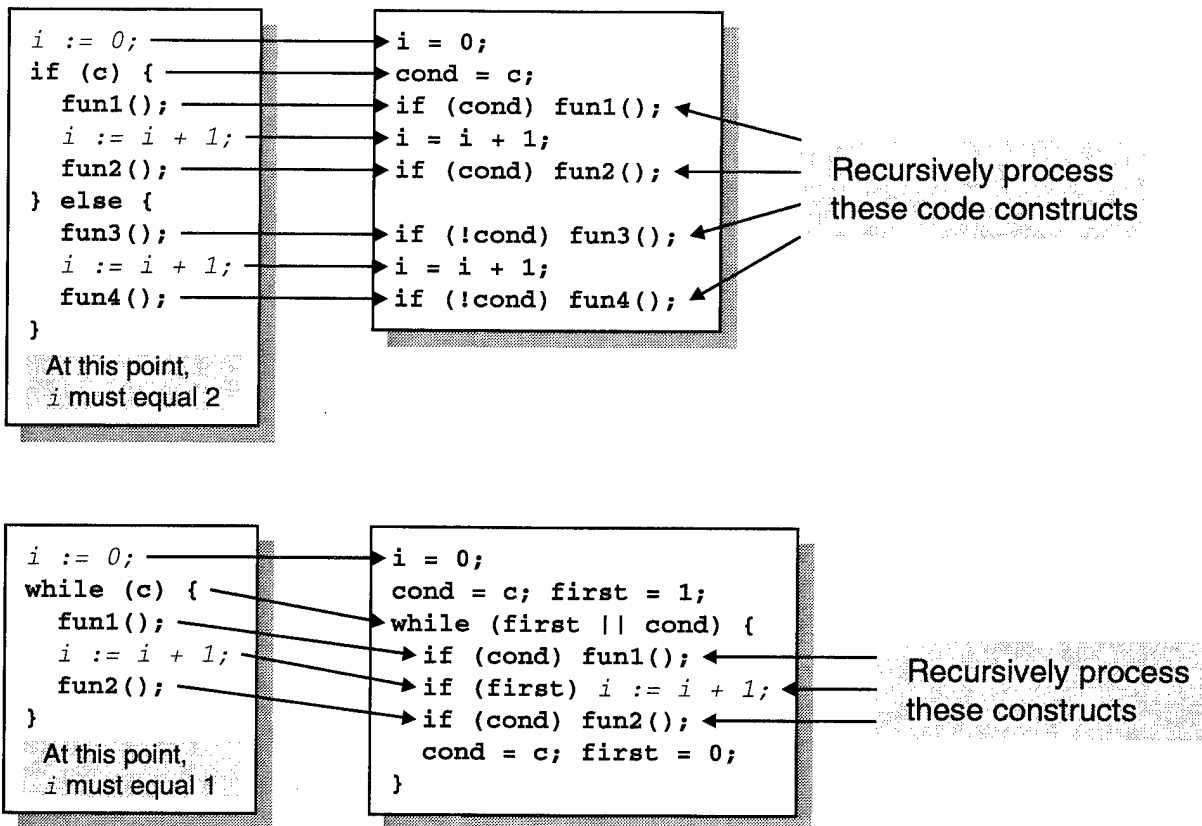 i := 0;
if (c) {
fun1();
i := i + 1;
fun2();
} else {
fun3();
i := i + 1;
fun4();
}
At this point,
i must equal 2
i = 0;
cond = c;
if (cond) fun1();
i = i + 1;
if (cond) fun2();
if (!cond) fun3();
i = i + 1;
if (!cond) fun4();
Recursively process
these code constructs
i := 0;
while (c) {
fun1();
i := i + 1;
fun2();
}
At this point,
i must equal 1
i = 0;
cond = c; first = 1;
while (first || cond) {
if (cond) fun1();
if (first) i := i + 1;
if (cond) fun2();
cond = c; first = 0;
}
Recursively process
these constructs